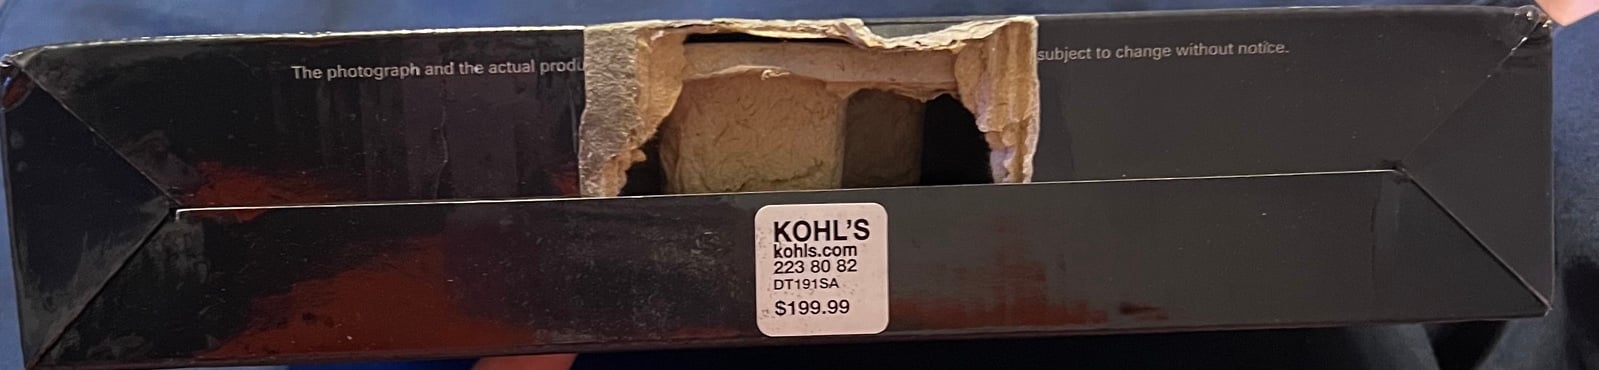 The photograph and the actual produ
subject to change without notice.
KOHL'S
kohls.com
223 80 82
DT191SA
$199.99